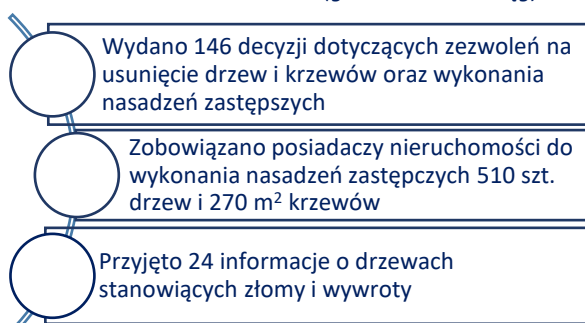 Wydano 146 decyzji dotyczących zezwoleń na
usunięcie drzew i krzewów oraz wykonania
nasadzeń zastępszych
Zobowiązano posiadaczy nieruchomości do
wykonania nasadzeń zastępczych 510 szt.
drzew i 270 m² krzewów
Przyjęto 24 informacje o drzewach
stanowiących złomy i wywroty